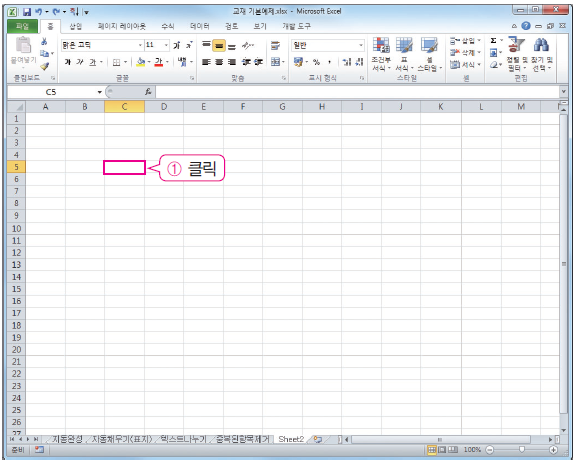 교재 기본예제.xlsx - Microsoft Excel
파일 홈 삽입 페이지 레이아웃 수식 데이터 검토 보기 개발 도구
붙여넣기 맑은 고딕 11 가 가 일반 조건부 서식 표 서식 셀 스타일 삽입 삭제 서식 정렬 및 필터 찾기 및 선택
가 가 가 %
클립보드 글꼴 맞춤 표시 형식 스타일 셀 편집
C5 fx
A B C D E F G H I J K L M
1
2
3
4
5 ① 클릭
6
7
8
9
10
11
12
13
14
15
16
17
18
19
20
21
22
23
24
25
26
27
자동완성 자동채우기(표지) 텍스트나누기 중복된항목제거 Sheet2
준비 100%